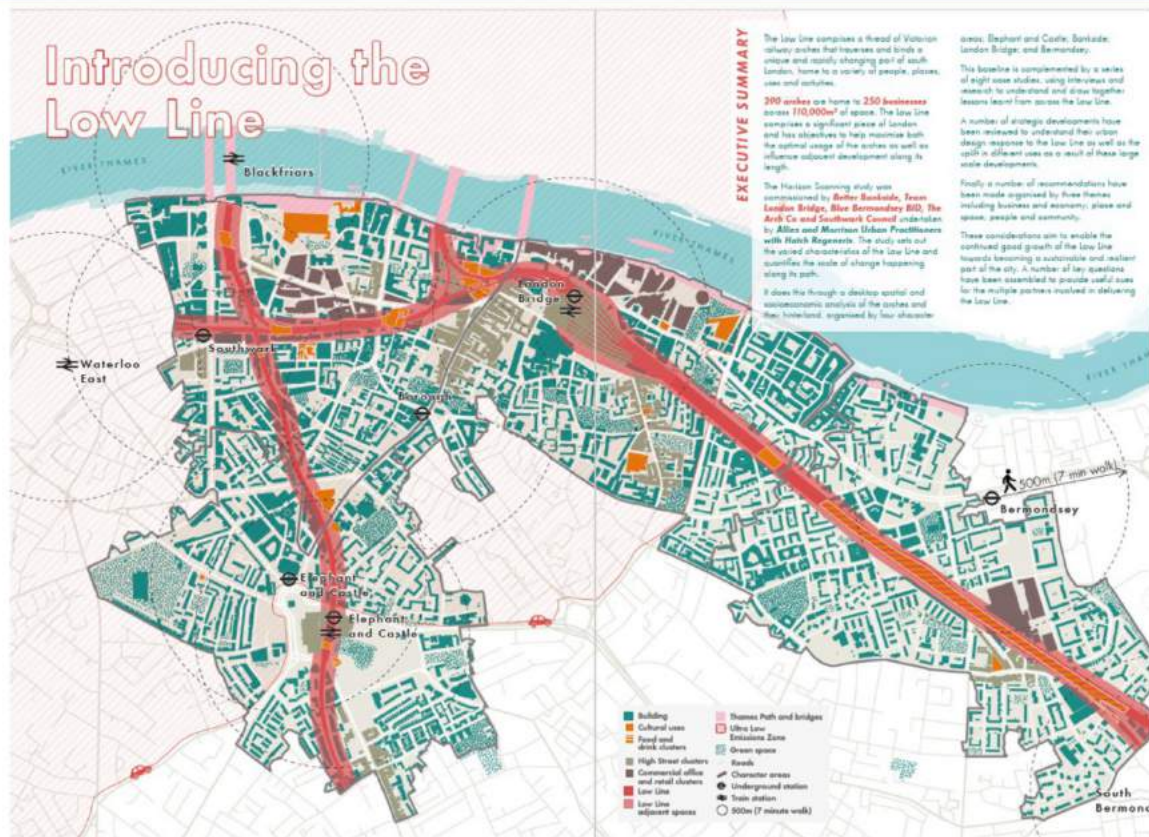 Introducing the
Low Line
EXECUTIVE SUMMARY
The Low Line comprises a thread of Victorian
railway arches that traverses and binds a
unique and rapidly changing part of south
London, home to a variety of people, places,
uses and activities.
390 arches are home to 250 businesses
across 110,000m² of space. The Low Line
comprises a significant piece of London
and has objectives to help maximise both
the optimal usage of the arches as well as
influence adjacent development along its
length.
The Horizon Scanning study was
commissioned by Better Bankside, Team
London Bridge, Blue Bermondsey BID, The
Arch Co and Southwark Council undertaken
by Allies and Morrison Urban Practitioners
with Hatch Regeneris. The study sets out
the varied characteristics of the Low Line and
quantifies the scale of change happening
along its path.
It does this through a desktop spatial and
socioeconomic analysis of the arches and
their hinterland, organised by four character
areas; Elephant and Castle; Bankside;
London Bridge; and Bermondsey.
This baseline is complemented by a series
of eight case studies, using interviews and
research to understand and draw together
lessons learnt from across the Low Line.
A number of strategic developments have
been reviewed to understand their urban
design response to the Low Line as well as the
uplift in different uses as a result of these large
scale developments.
Finally a number of recommendations have
been made organised by three themes
including business and economy; place and
space; people and community.
These considerations aim to enable the
continued good growth of the Low Line
towards becoming a sustainable and resilient
part of the city. A number of key questions
have been assembled to provide useful cues
for the multiple partners involved in delivering
the Low Line.
RIVER THAMES
Blackfriars
RIVER THAMES
London
Bridge
Southwark
Waterloo
East
Borough
RIVER THAMES
500m (7 min walk)
Bermondsey
Elephant
and Castle
Elephant
and Castle
South
Bermond
Building
Cultural uses
Food and
drink clusters
High Street clusters
Commercial office
and retail clusters
Low Line
Low Line
adjacent spaces
Thames Path and bridges
Ultra Low
Emissions Zone
Green space
Roads
Character areas
Underground station
Train station
500m (7 minute walk)